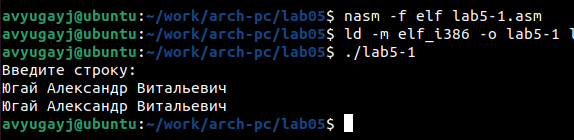 avyugayj@ubuntu:~/work/arch-pc/lab05$ nasm -f elf lab5-1.asm
avyugayj@ubuntu:~/work/arch-pc/lab05$ ld -m elf_i386 -o lab5-1 l
avyugayj@ubuntu:~/work/arch-pc/lab05$ ./lab5-1
Введите строку:
Югай Александр Витальевич
Югай Александр Витальевич
avyugayj@ubuntu:~/work/arch-pc/lab05$